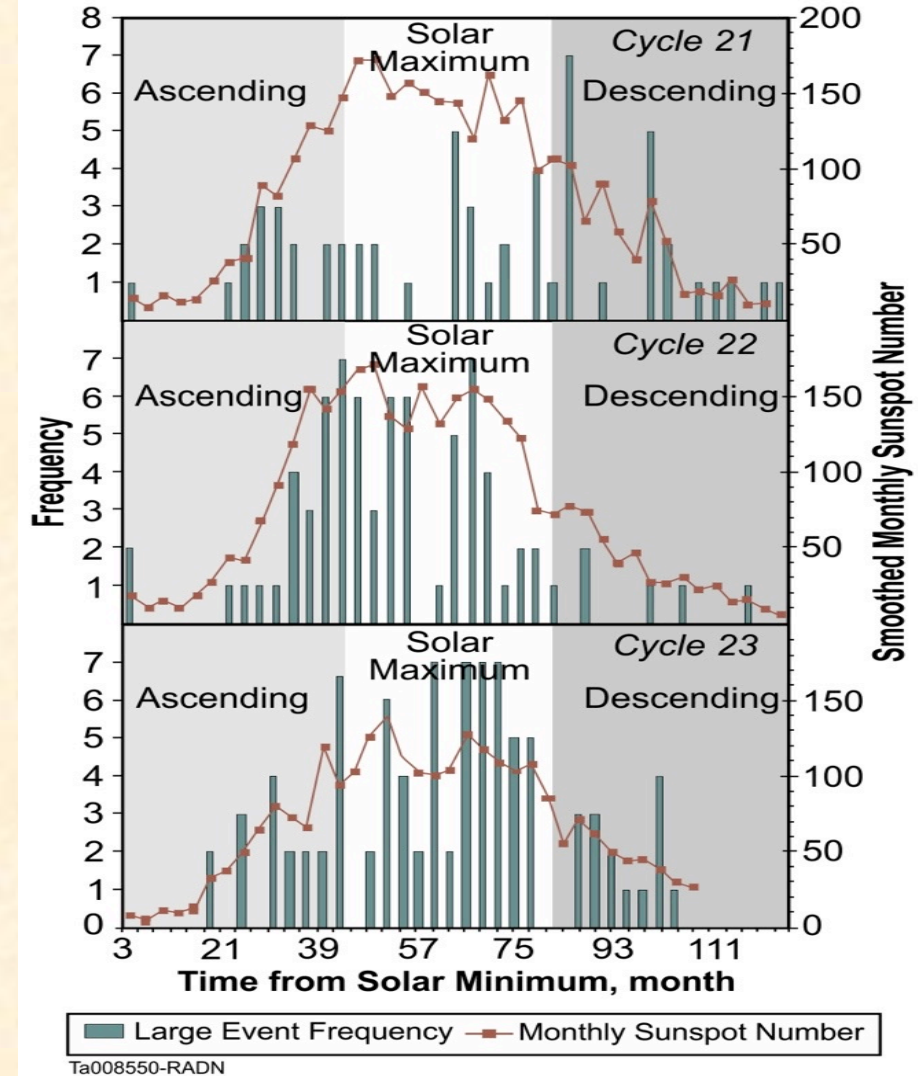 8
7
6
5
4
3
2
1
200
150
100
50
Solar
Maximum
Cycle 21
Ascending
Descending
7
6
5
4
3
2
1
150
100
50
Solar
Maximum
Cycle 22
Ascending
Descending
7
6
5
4
3
2
1
0
150
100
50
0
Solar
Maximum
Cycle 23
Ascending
Descending
Frequency
Smoothed Monthly Sunspot Number
3 21 39 57 75 93 111
Time from Solar Minimum, month
Large Event Frequency Monthly Sunspot Number
Ta008550-RADN